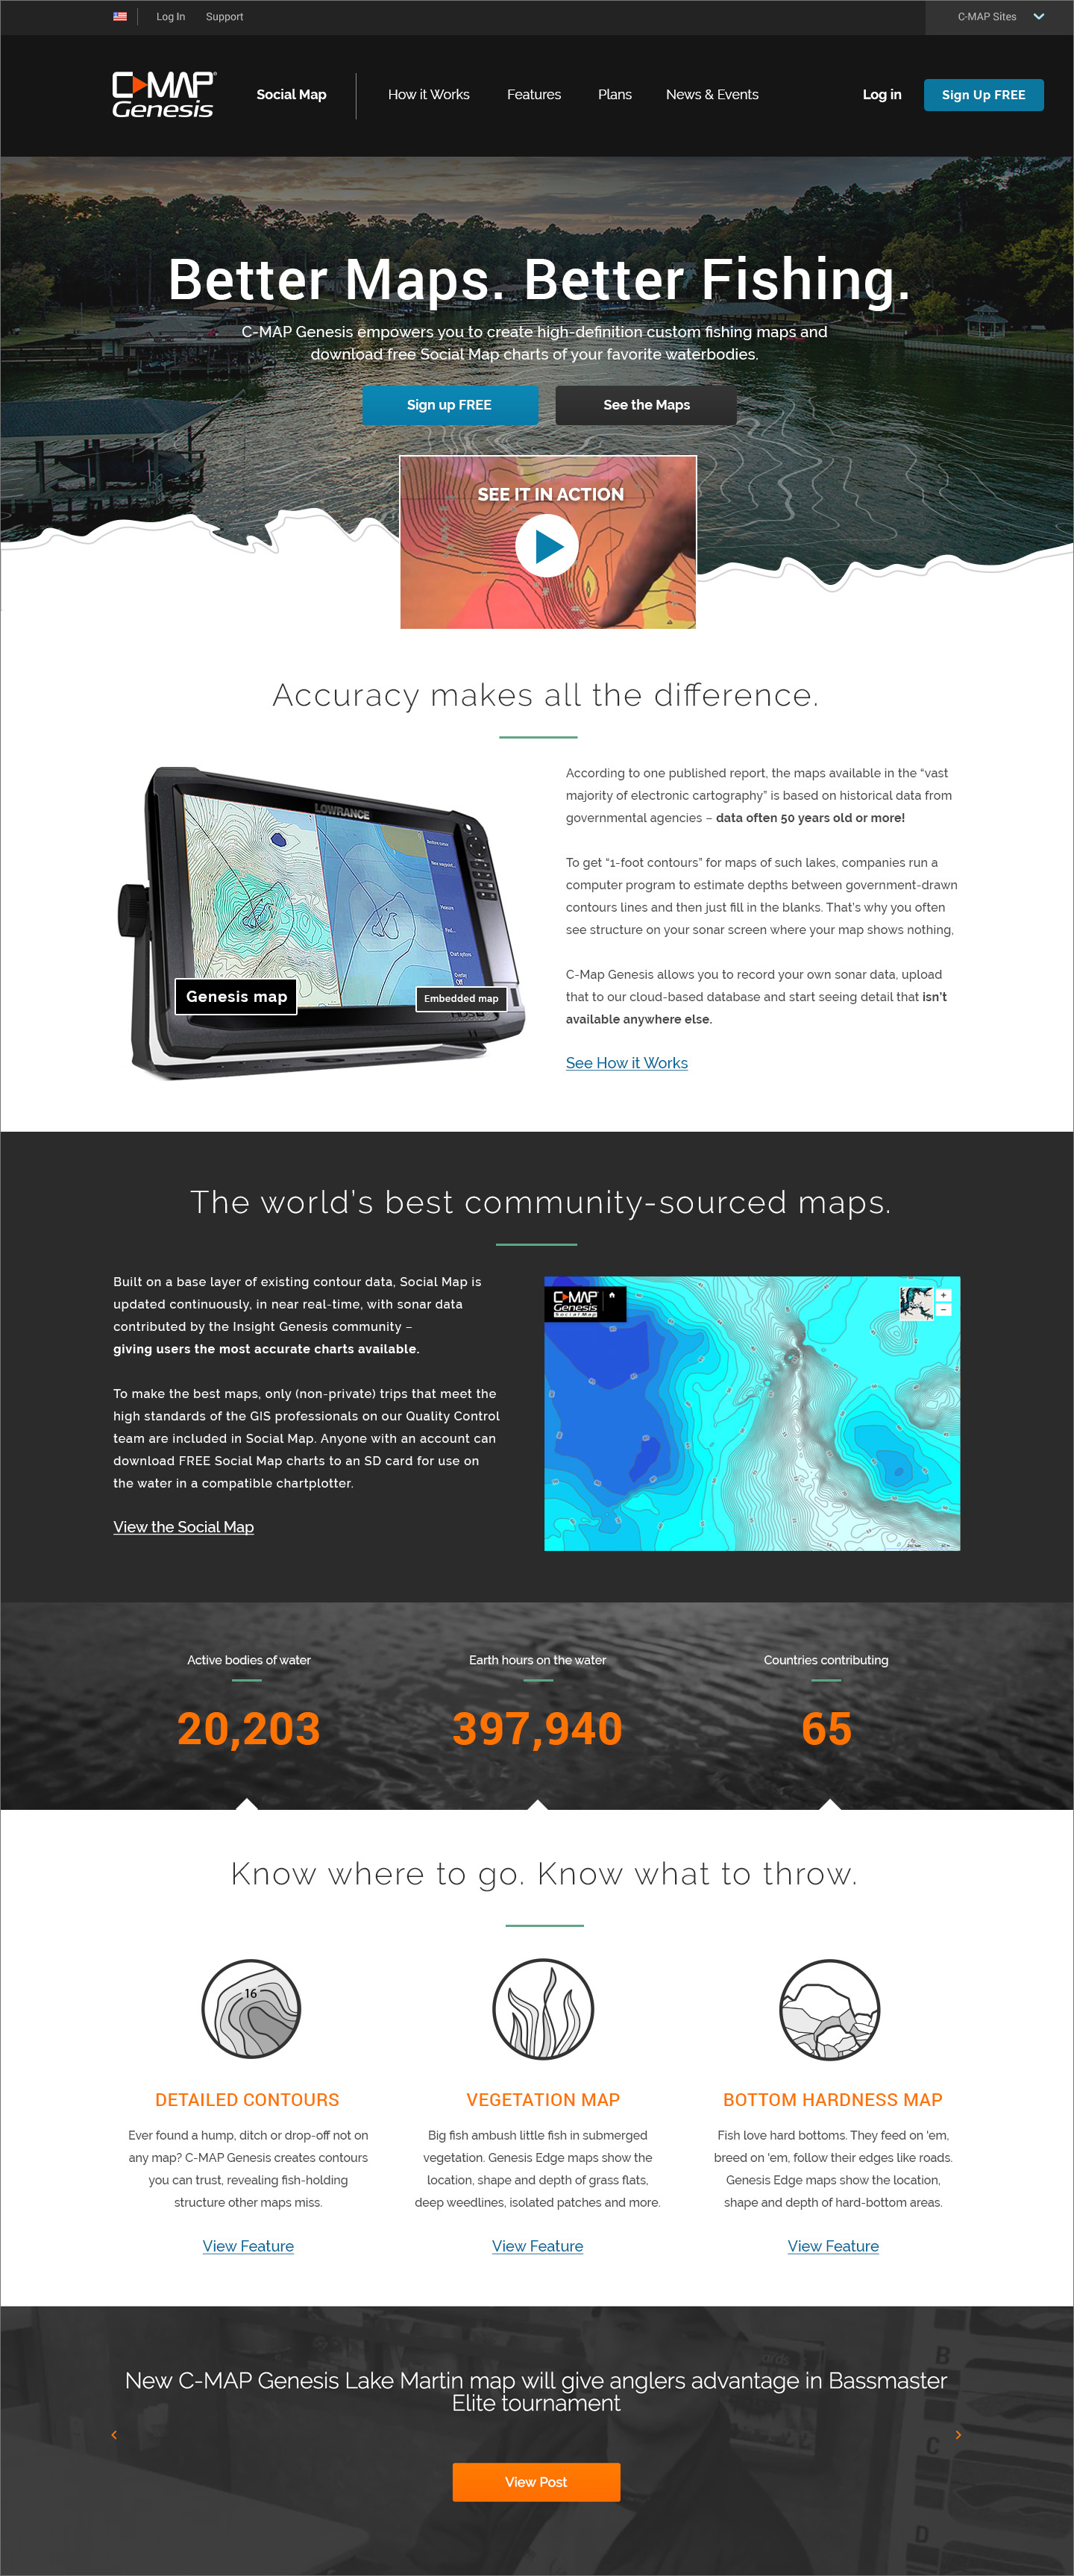 Log In Support C-MAP Sites
C-MAP Genesis
Social Map How it Works Features Plans News & Events Log in Sign Up FREE
Better Maps. Better Fishing.
C-MAP Genesis empowers you to create high-definition custom fishing maps and
download free Social Map charts of your favorite waterbodies.
Sign up FREE See the Maps
SEE IT IN ACTION
Accuracy makes all the difference.
LOWRANCE
Genesis map
Embedded map
According to one published report, the maps available in the “vast
majority of electronic cartography” is based on historical data from
governmental agencies – data often 50 years old or more!
To get “1-foot contours” for maps of such lakes, companies run a
computer program to estimate depths between government-drawn
contours lines and then just fill in the blanks. That’s why you often
see structure on your sonar screen where your map shows nothing,
C-Map Genesis allows you to record your own sonar data, upload
that to our cloud-based database and start seeing detail that isn’t
available anywhere else.
See How it Works
The world’s best community-sourced maps.
Built on a base layer of existing contour data, Social Map is
updated continuously, in near real-time, with sonar data
contributed by the Insight Genesis community –
giving users the most accurate charts available.
To make the best maps, only (non-private) trips that meet the
high standards of the GIS professionals on our Quality Control
team are included in Social Map. Anyone with an account can
download FREE Social Map charts to an SD card for use on
the water in a compatible chartplotter.
View the Social Map
C-MAP
Genesis
Social Map
Active bodies of water
20,203
Earth hours on the water
397,940
Countries contributing
65
Know where to go. Know what to throw.
16
DETAILED CONTOURS
Ever found a hump, ditch or drop-off not on
any map? C-MAP Genesis creates contours
you can trust, revealing fish-holding
structure other maps miss.
View Feature
VEGETATION MAP
Big fish ambush little fish in submerged
vegetation. Genesis Edge maps show the
location, shape and depth of grass flats,
deep weedlines, isolated patches and more.
View Feature
BOTTOM HARDNESS MAP
Fish love hard bottoms. They feed on ‘em,
breed on ‘em, follow their edges like roads.
Genesis Edge maps show the location,
shape and depth of hard-bottom areas.
View Feature
New C-MAP Genesis Lake Martin map will give anglers advantage in Bassmaster
Elite tournament
View Post
B
C
D